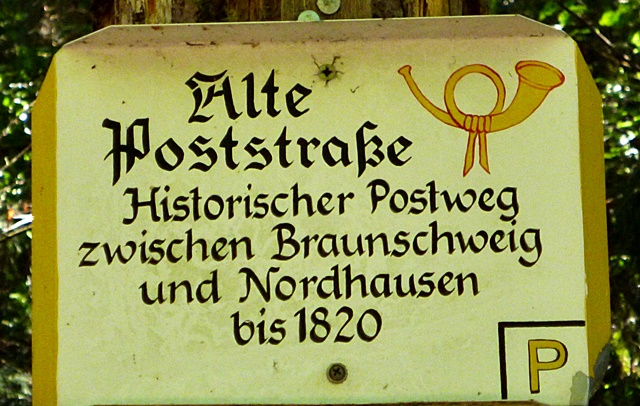 Alte
Poststraße
Historischer Postweg
zwischen Braunschweig
und Nordhausen
bis 1820
P